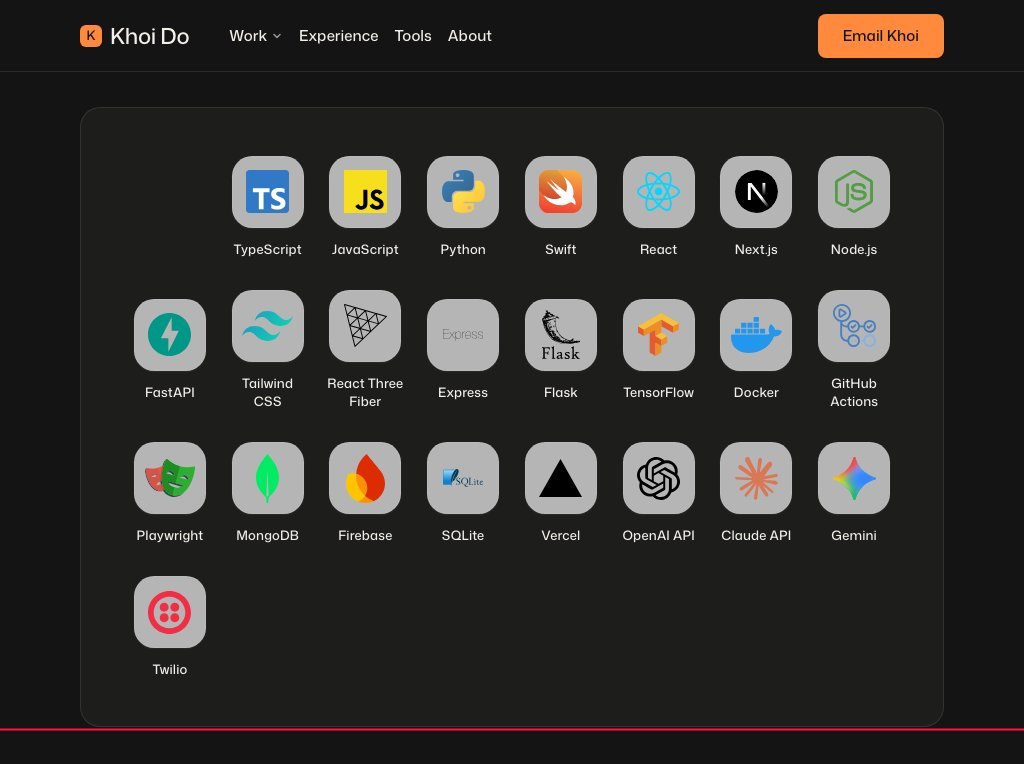 K Khoi Do Work Experience Tools About Email Khoi
TS JS N JS
TypeScript JavaScript Python Swift React Next.js Node.js
Express Flask
FastAPI Tailwind CSS React Three Fiber Express Flask TensorFlow Docker GitHub Actions
SQLite
Playwright MongoDB Firebase SQLite Vercel OpenAI API Claude API Gemini
Twilio